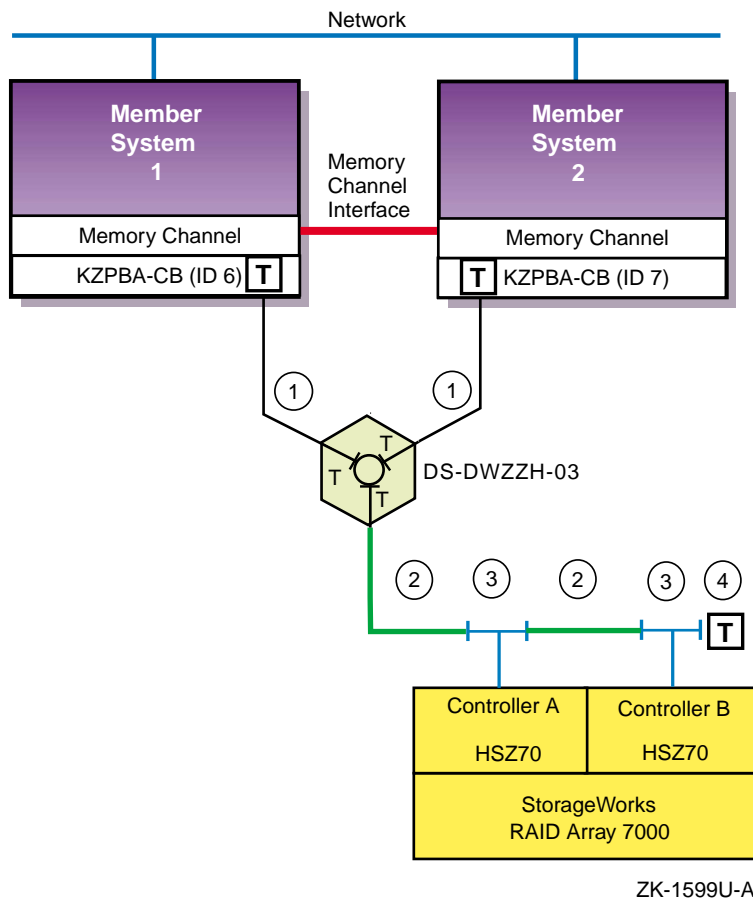 Network
Member
System
1
Member
System
2
Memory
Channel
Interface
Memory Channel
Memory Channel
KZPBA-CB (ID 6)
T
T
KZPBA-CB (ID 7)
1
1
T
T
T
DS-DWZZH-03
2
3
2
3
4
T
Controller A
HSZ70
Controller B
HSZ70
StorageWorks
RAID Array 7000
ZK-1599U-A